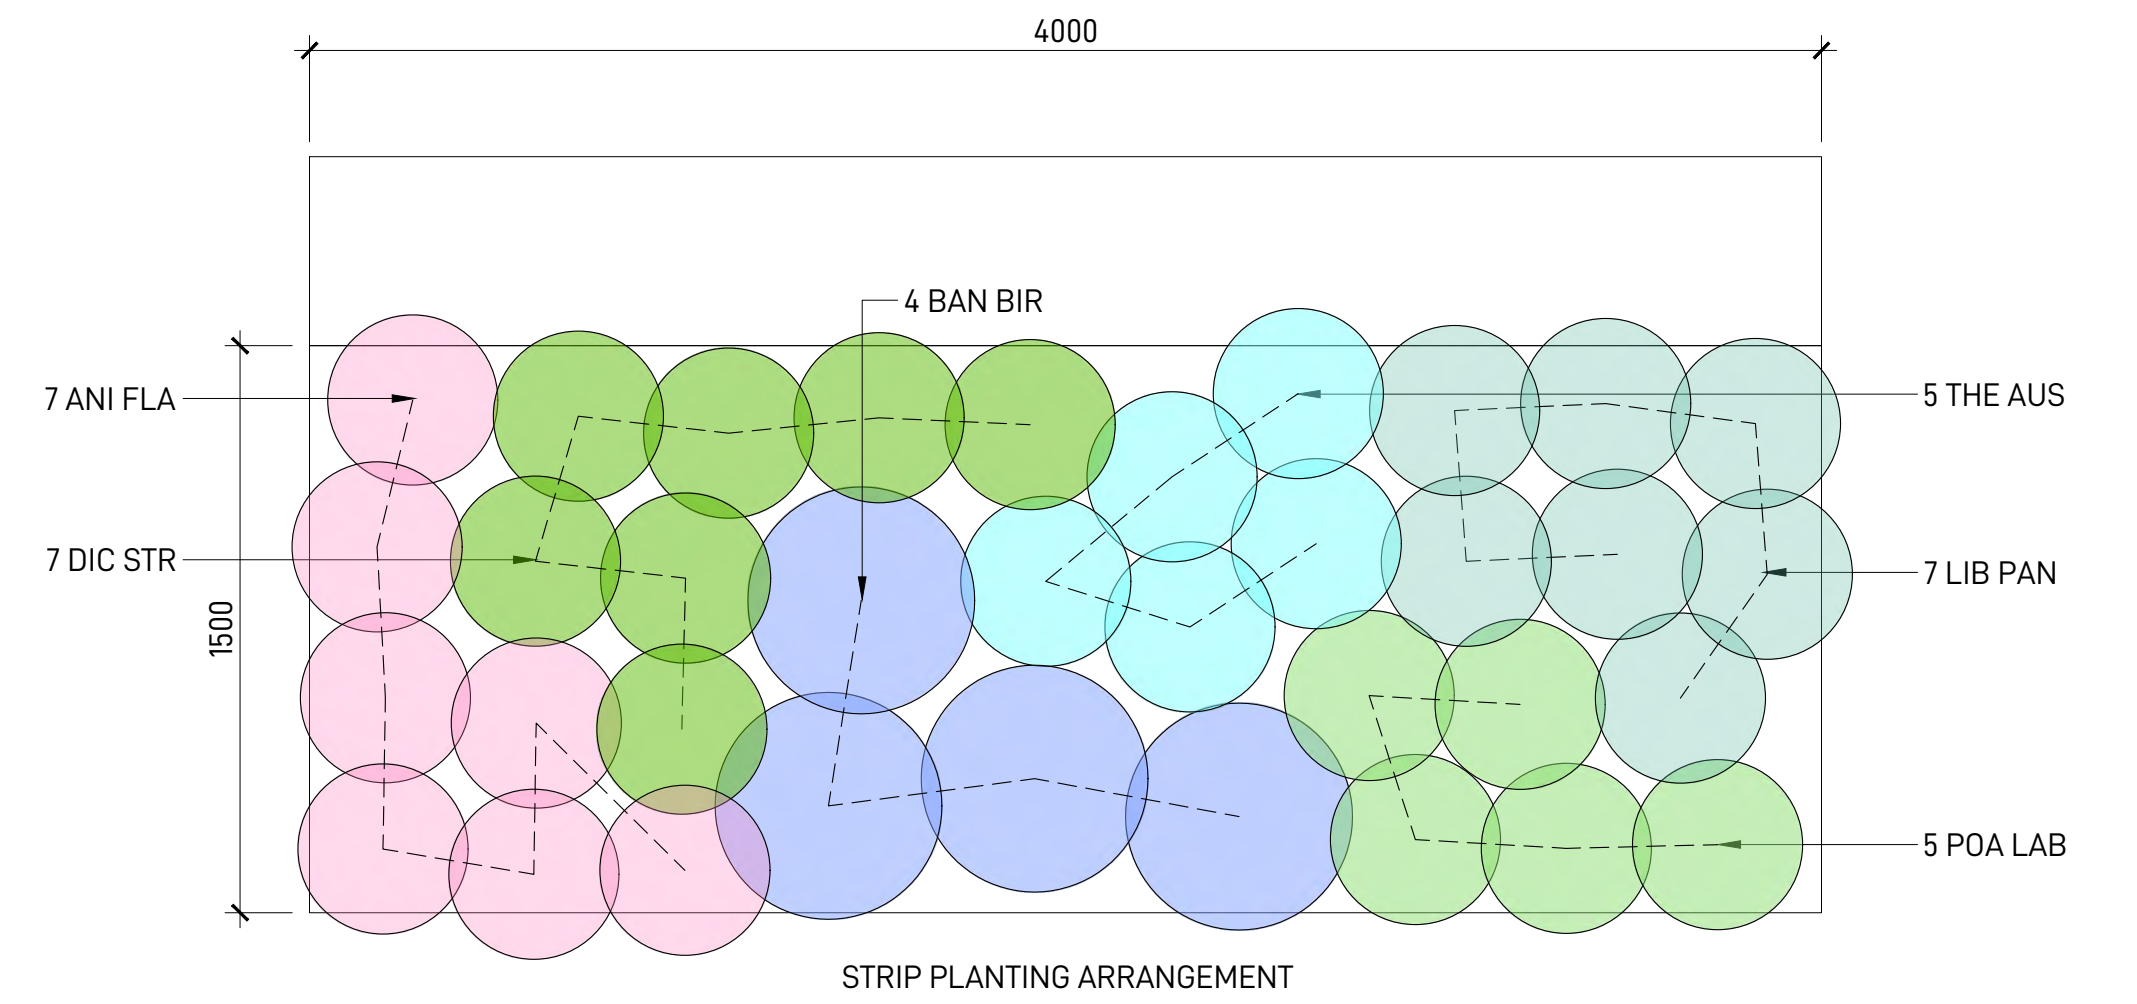 4000
4 BAN BIR
7 ANI FLA
5 THE AUS
7 DIC STR
7 LIB PAN
1500
5 POA LAB
STRIP PLANTING ARRANGEMENT